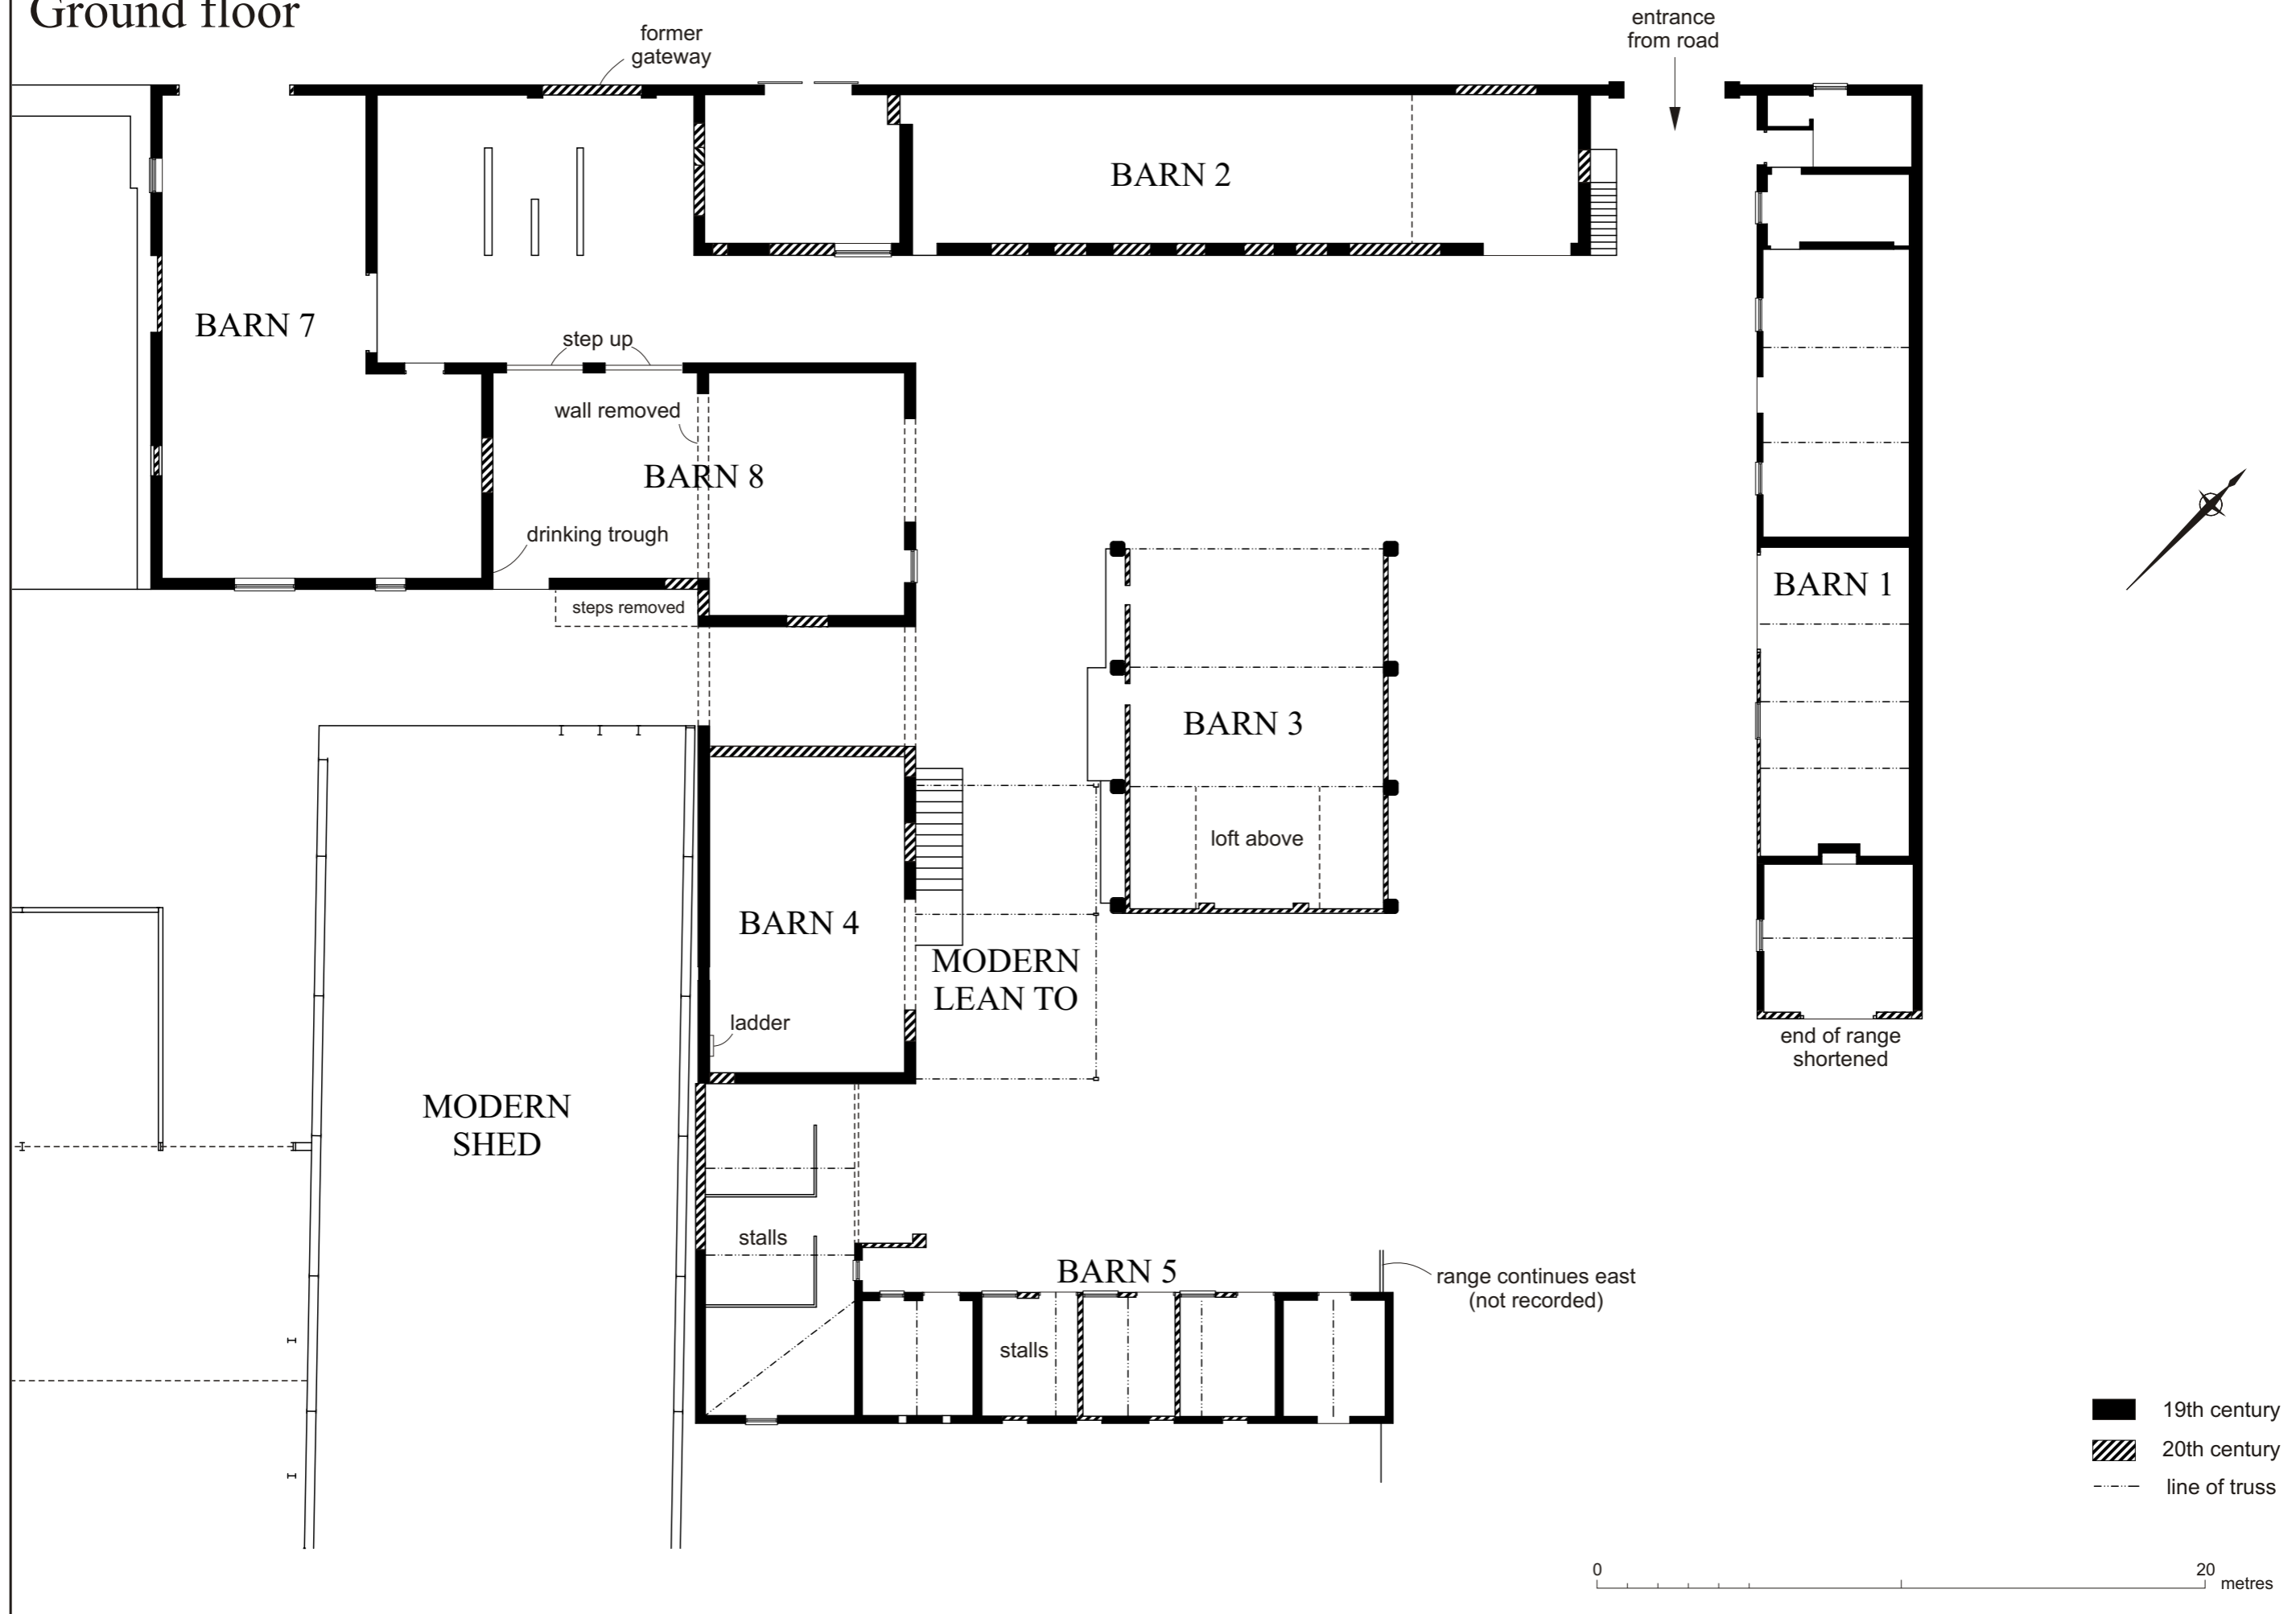 Ground floor
former
gateway
entrance
from road
BARN 2
BARN 7
step up
wall removed
BARN 8
drinking trough
steps removed
BARN 1
BARN 3
loft above
BARN 4
MODERN
LEAN TO
ladder
end of range
shortened
MODERN
SHED
stalls
BARN 5
range continues east
(not recorded)
stalls
19th century
20th century
line of truss
0
20
metres